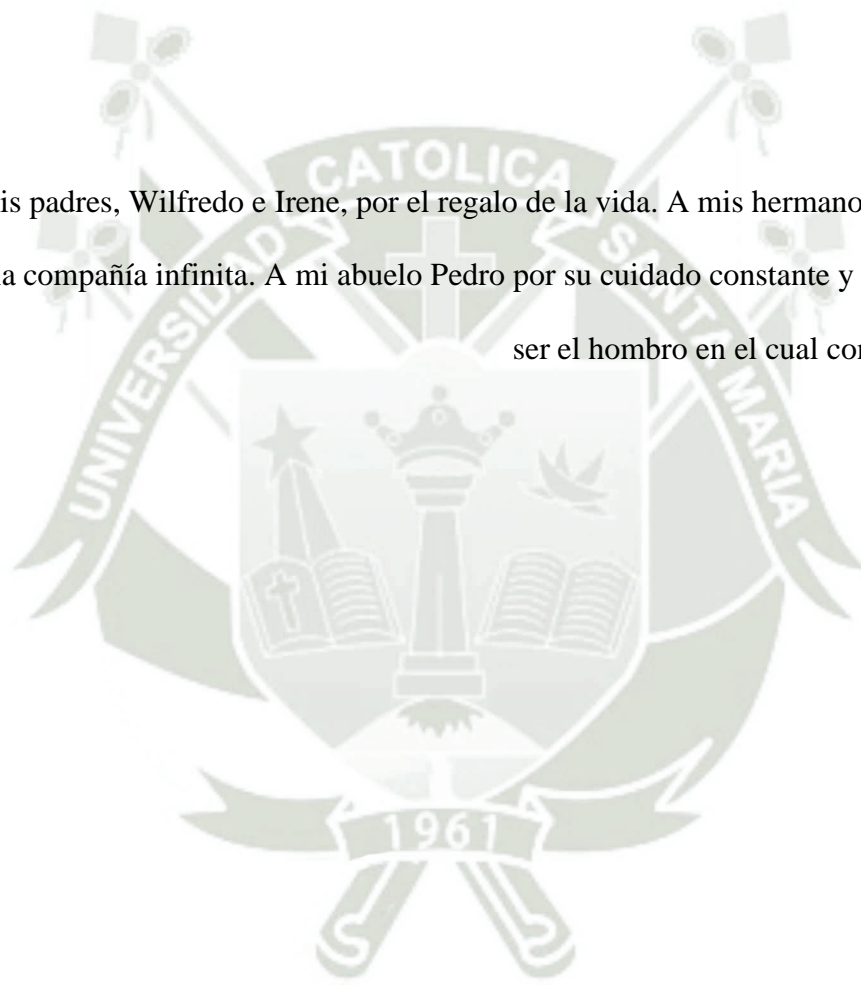 UNIVERSIDAD CATOLICA SANTA MARIA
is padres, Wilfredo e Irene, por el regalo de la vida. A mis hermano
a compañía infinita. A mi abuelo Pedro por su cuidado constante y
ser el hombro en el cual
1961